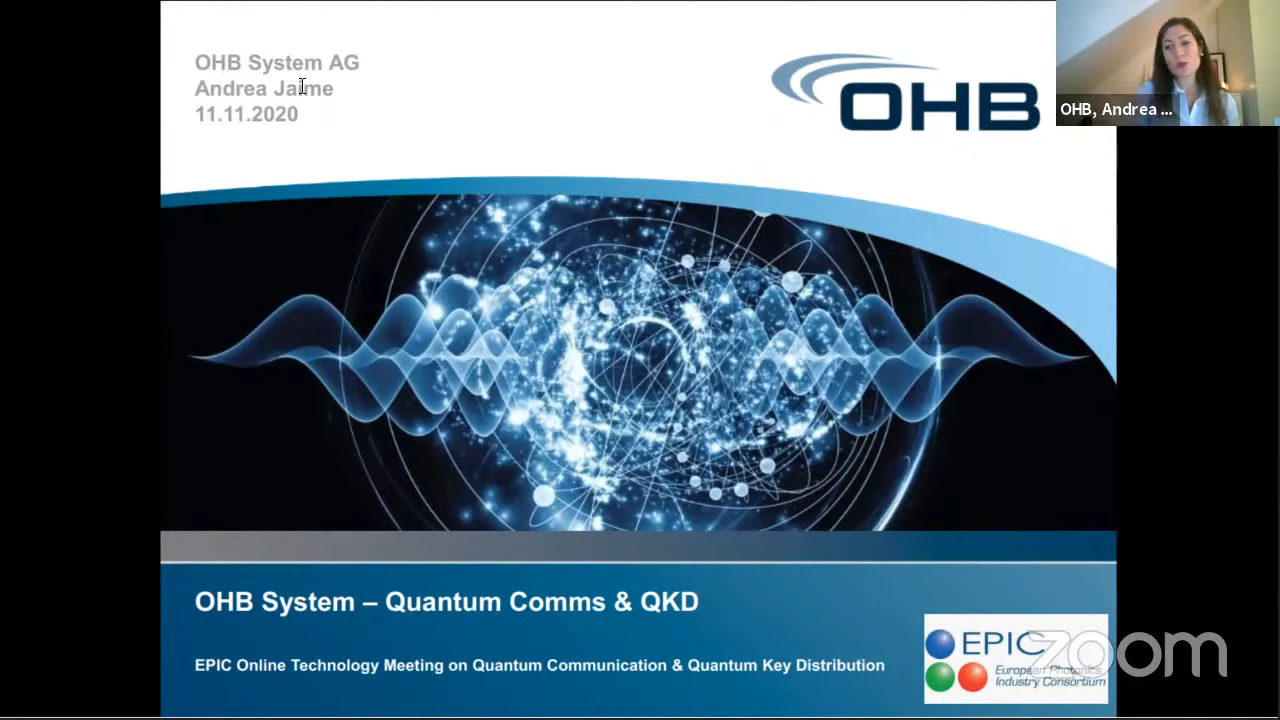 OHB System AG
Andrea Jaime
11.11.2020
OHB
OHB, Andrea ...
OHB System – Quantum Comms & QKD
EPIC Online Technology Meeting on Quantum Communication & Quantum Key Distribution
EPIC
European Photonics
Industry Consortium
zoom